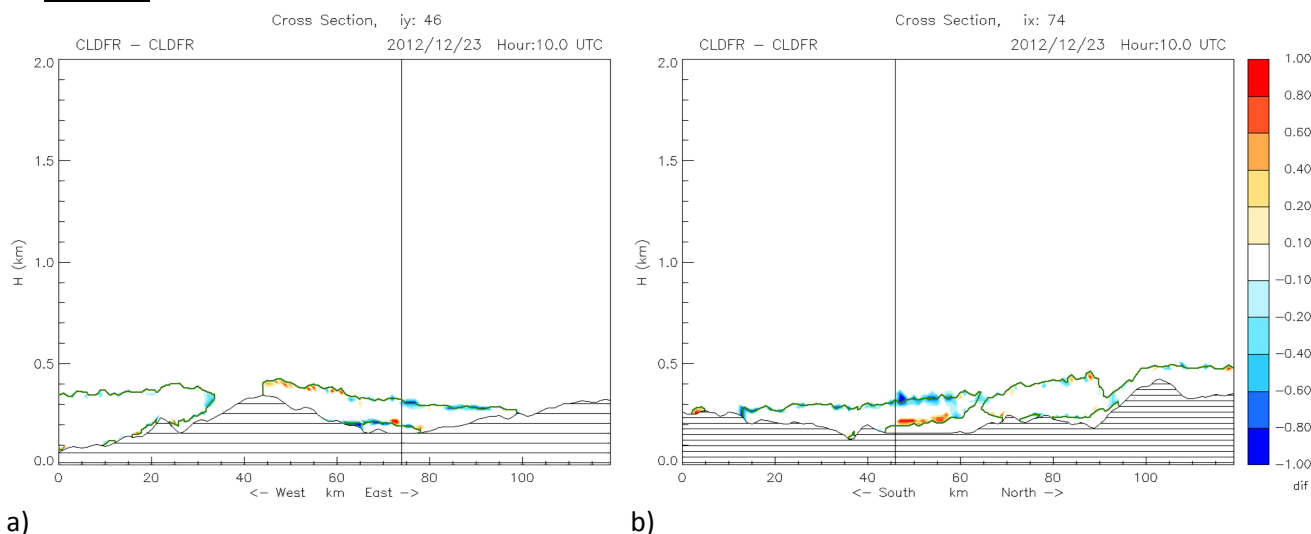 Cross Section, iy: 46
CLDFR − CLDFR 2012/12/23 Hour:10.0 UTC
2.0
1.5
1.0
0.5
0.0
H (km)
0 20 40 60 80 100
<− West km East −>
a)
Cross Section, ix: 74
CLDFR − CLDFR 2012/12/23 Hour:10.0 UTC
2.0
1.5
1.0
0.5
0.0
H (km)
0 20 40 60 80 100
<− South km North −>
b)
1.00
0.80
0.60
0.40
0.20
0.10
−0.10
−0.20
−0.40
−0.60
−0.80
−1.00
dif